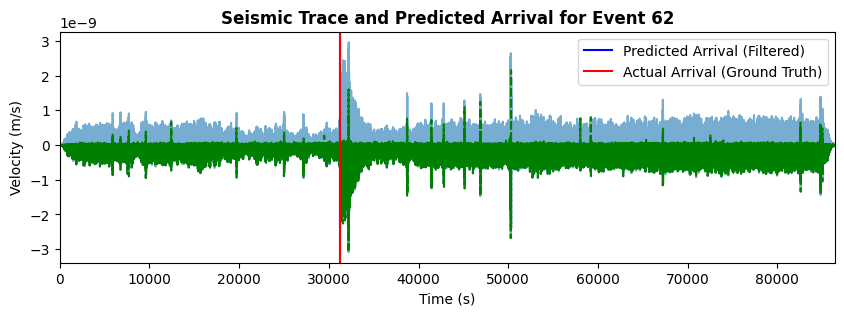 Seismic Trace and Predicted Arrival for Event 62
1e−9
Predicted Arrival (Filtered)
Actual Arrival (Ground Truth)
3
2
1
0
−1
−2
−3
Velocity (m/s)
0 10000 20000 30000 40000 50000 60000 70000 80000
Time (s)